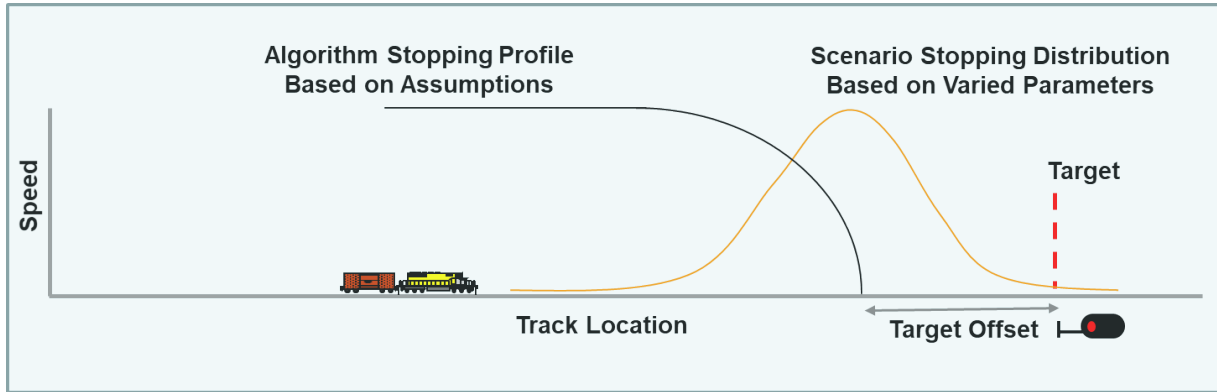 Algorithm Stopping Profile
Based on Assumptions
Scenario Stopping Distribution
Based on Varied Parameters
Target
Speed
Track Location
Target Offset